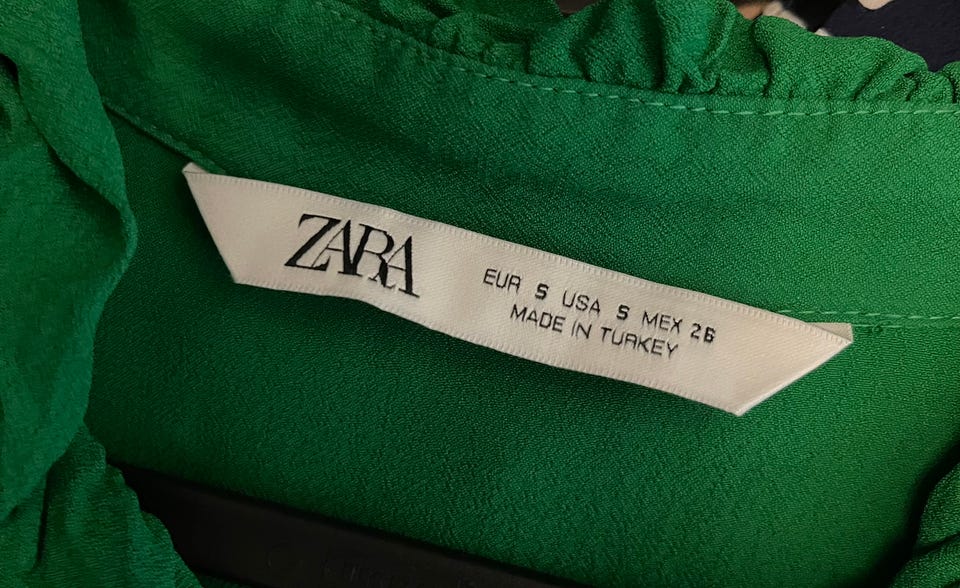 ZARA
EUR S USA S MEX 26
MADE IN TURKEY